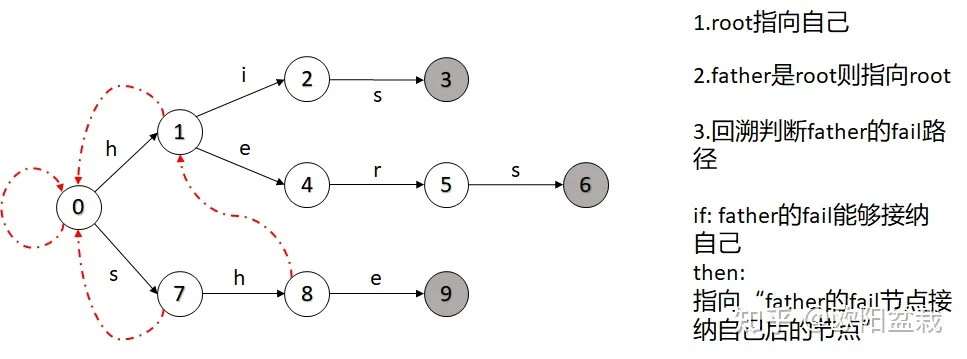 1.root指向自己
2.father是root则指向root
3.回溯判断father的fail路
径
if: father的fail能够接纳
自己
then:
指向“father的fail节点接
纳自己后的节点”
知乎 @欧阳盆栽
i
2
s
3
1
h
e
4
r
5
s
6
0
s
7
h
8
e
9